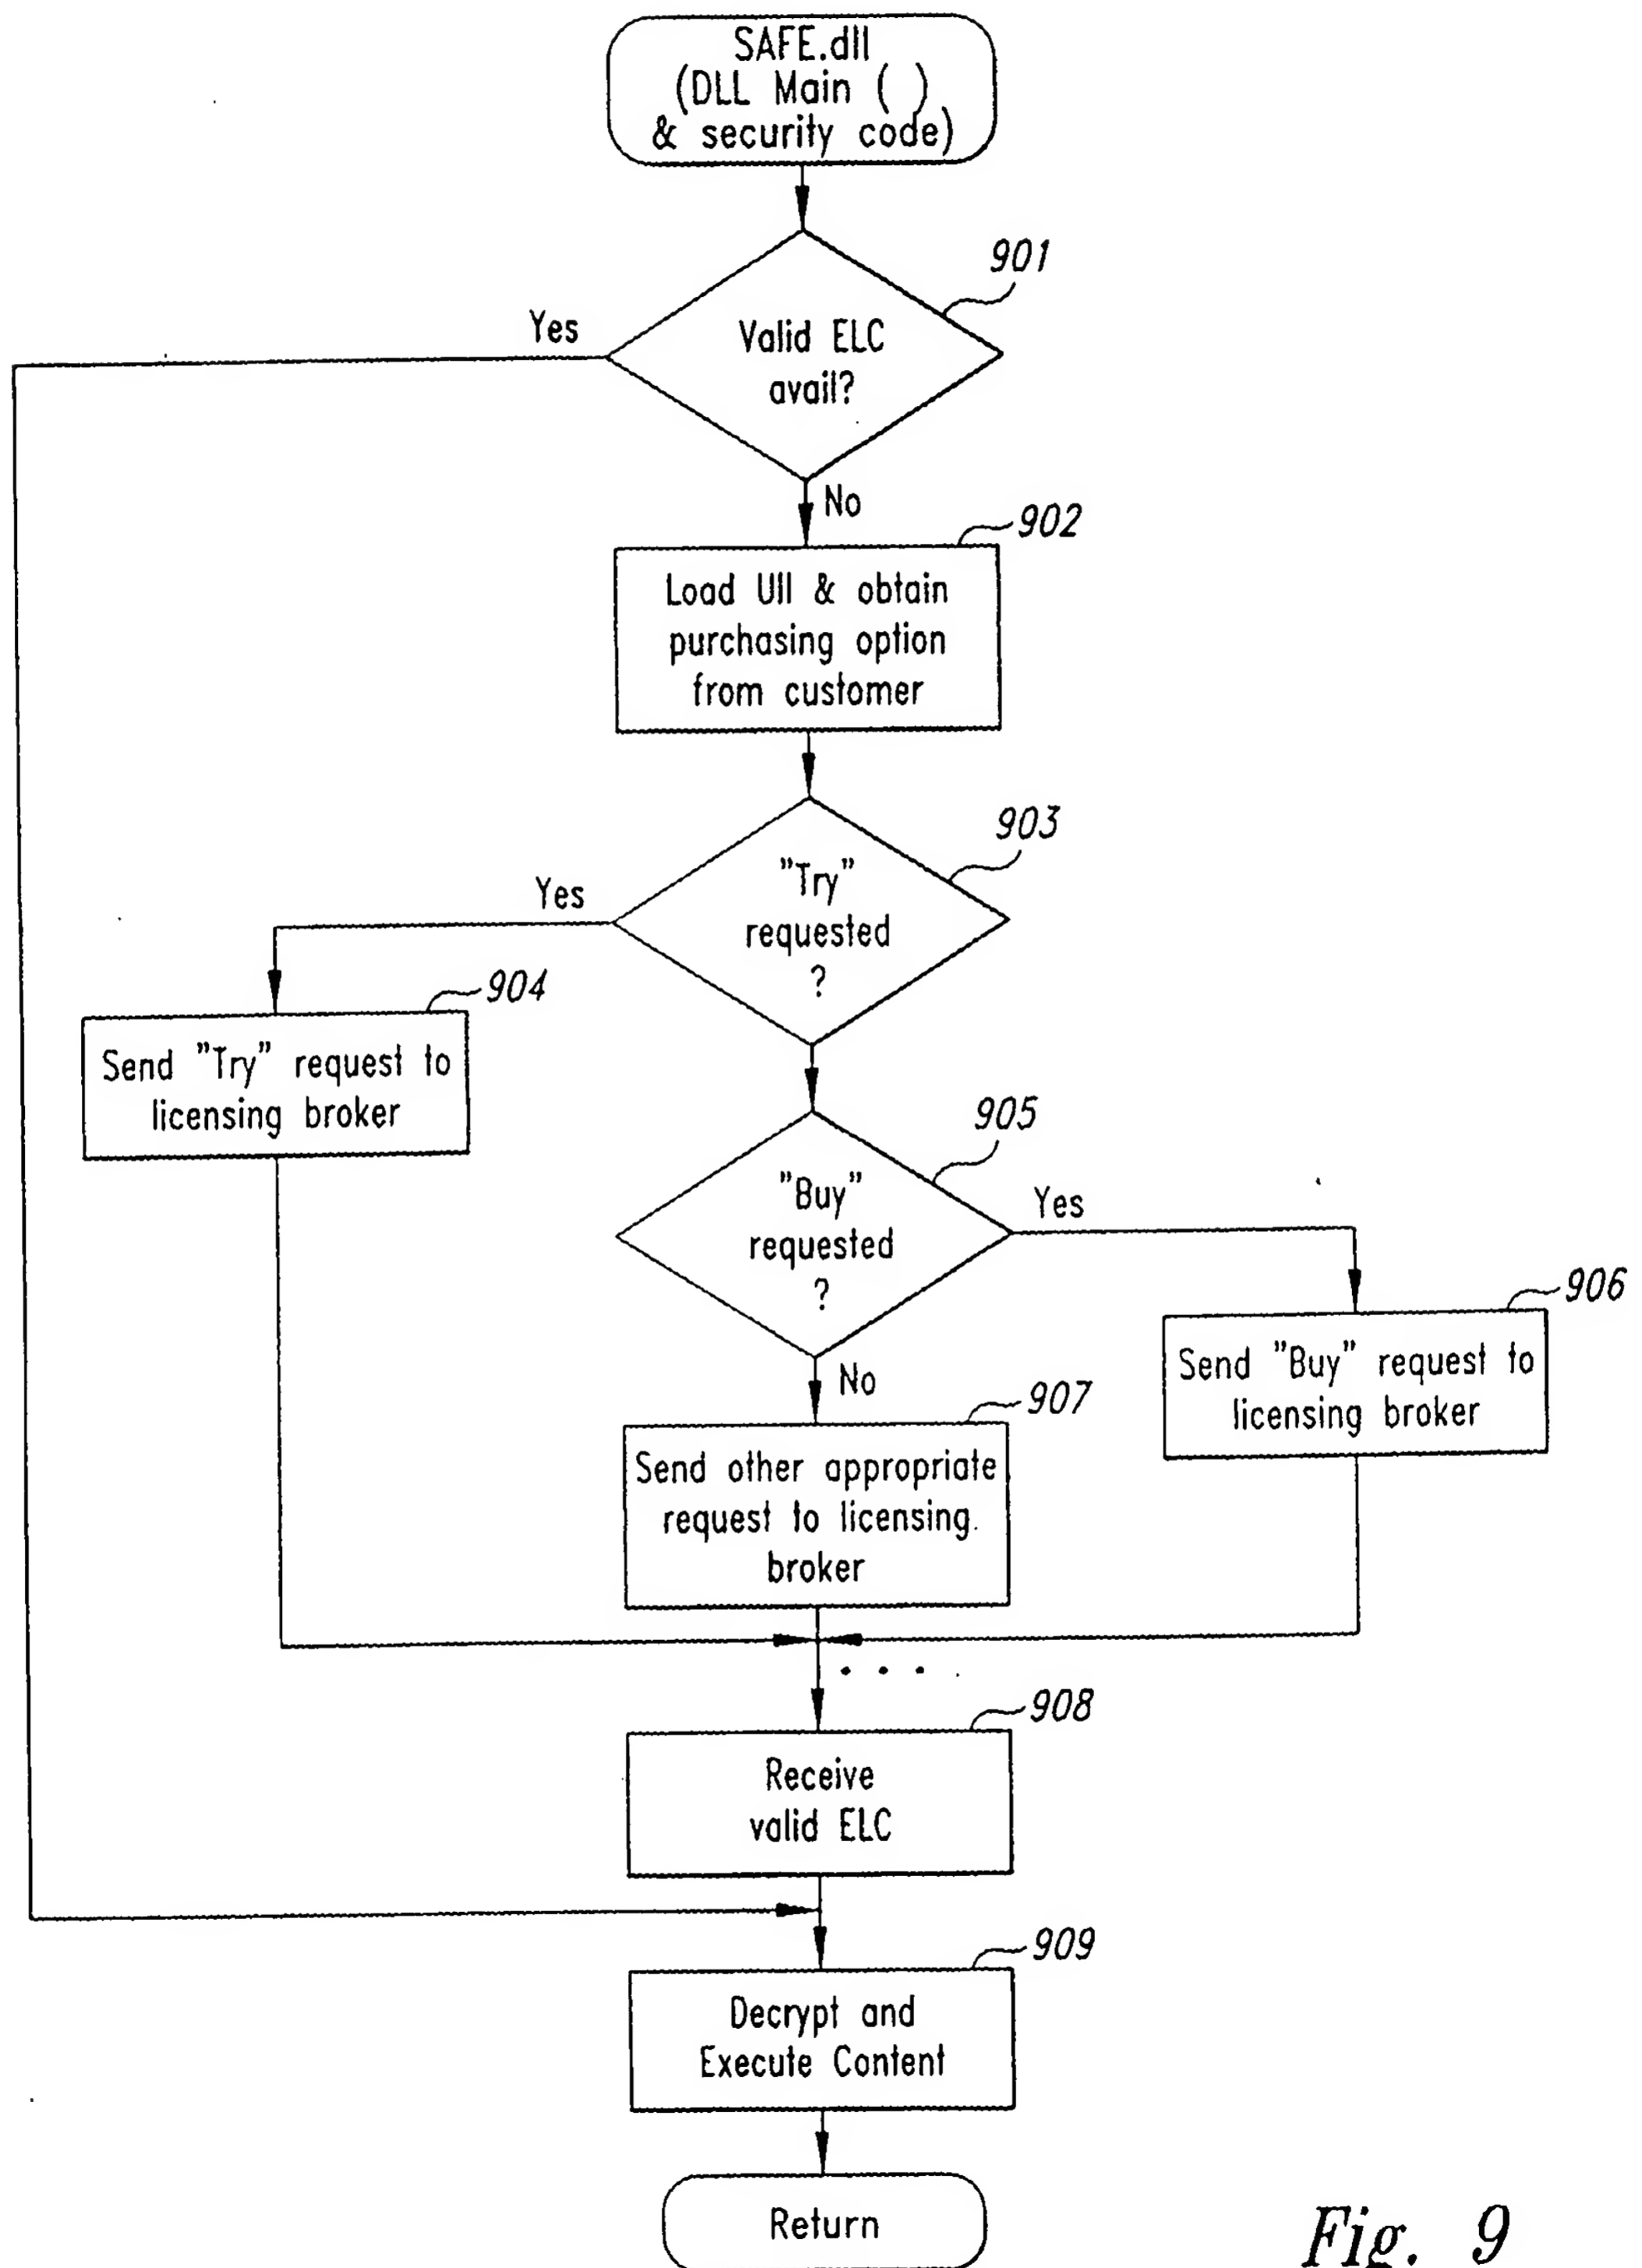 SAFE.dll
(DLL Main ( )
& security code)
901
Yes
Valid ELC
avail?
No
902
Load UII & obtain
purchasing option
from customer
903
Yes
"Try"
requested
?
904
Send "Try" request to
licensing broker
905
"Buy"
requested
?
Yes
906
Send "Buy" request to
licensing broker
No
907
Send other appropriate
request to licensing
broker
. . .
908
Receive
valid ELC
909
Decrypt and
Execute Content
Return
Fig. 9